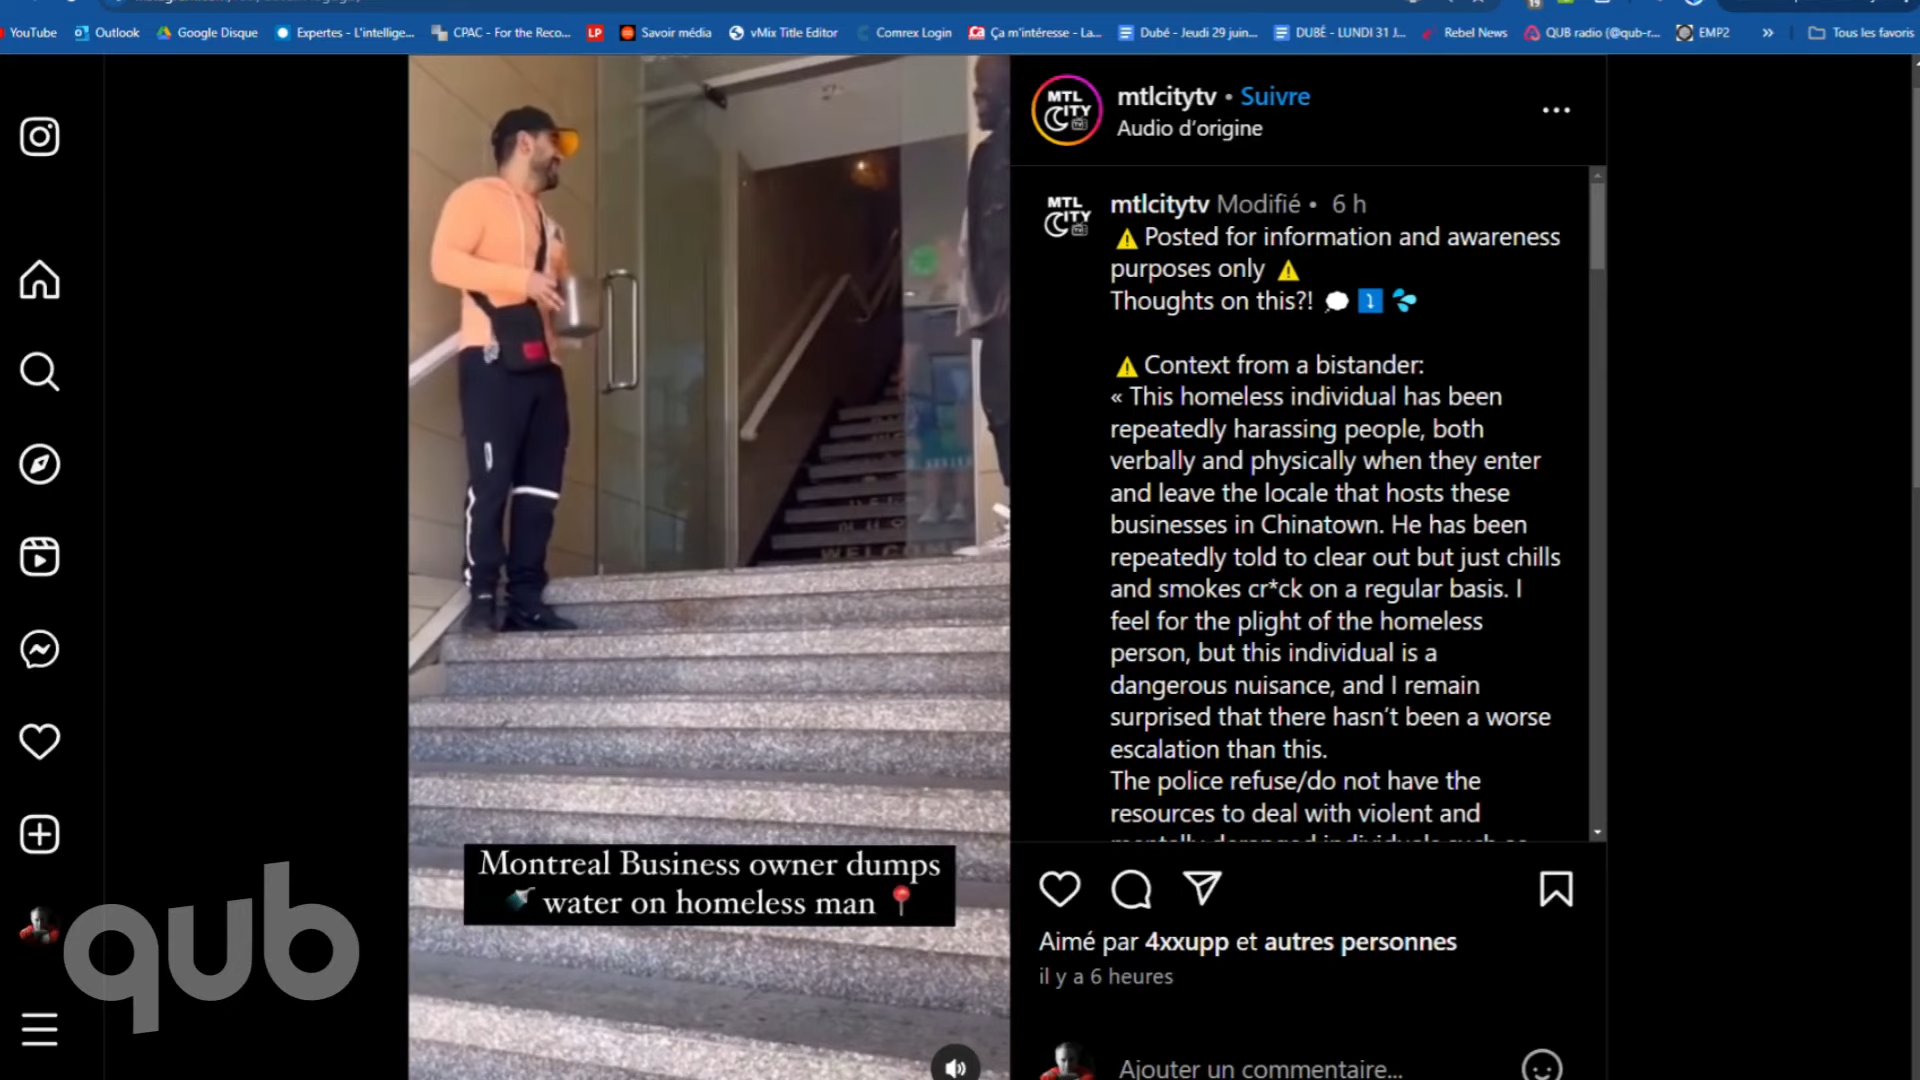 YouTube
Outlook
Google Disque
Expertes - L'intellige...
CPAC - For the Reco...
LP
Savoir média
vMix Title Editor
Comrex Login
Ça m'intéresse - La...
Dubé - Jeudi 29 juin...
DUBÉ - LUNDI 31 J...
Rebel News
QUB radio (@qub-r...
EMP2
Tous les favoris
mtlcitytv • Suivre
Audio d'origine
MTL
CITY
mtlcitytv Modifié • 6 h
⚠ Posted for information and awareness
purposes only ⚠
Thoughts on this?!
⚠ Context from a bistander:
« This homeless individual has been
repeatedly harassing people, both
verbally and physically when they enter
and leave the locale that hosts these
businesses in Chinatown. He has been
repeatedly told to clear out but just chills
and smokes cr*ck on a regular basis. I
feel for the plight of the homeless
person, but this individual is a
dangerous nuisance, and I remain
surprised that there hasn't been a worse
escalation than this.
The police refuse/do not have the
resources to deal with violent and
WELCOME
Montreal Business owner dumps
water on homeless man
Aimé par 4xxupp et autres personnes
il y a 6 heures
Ajouter un commentaire...
qub